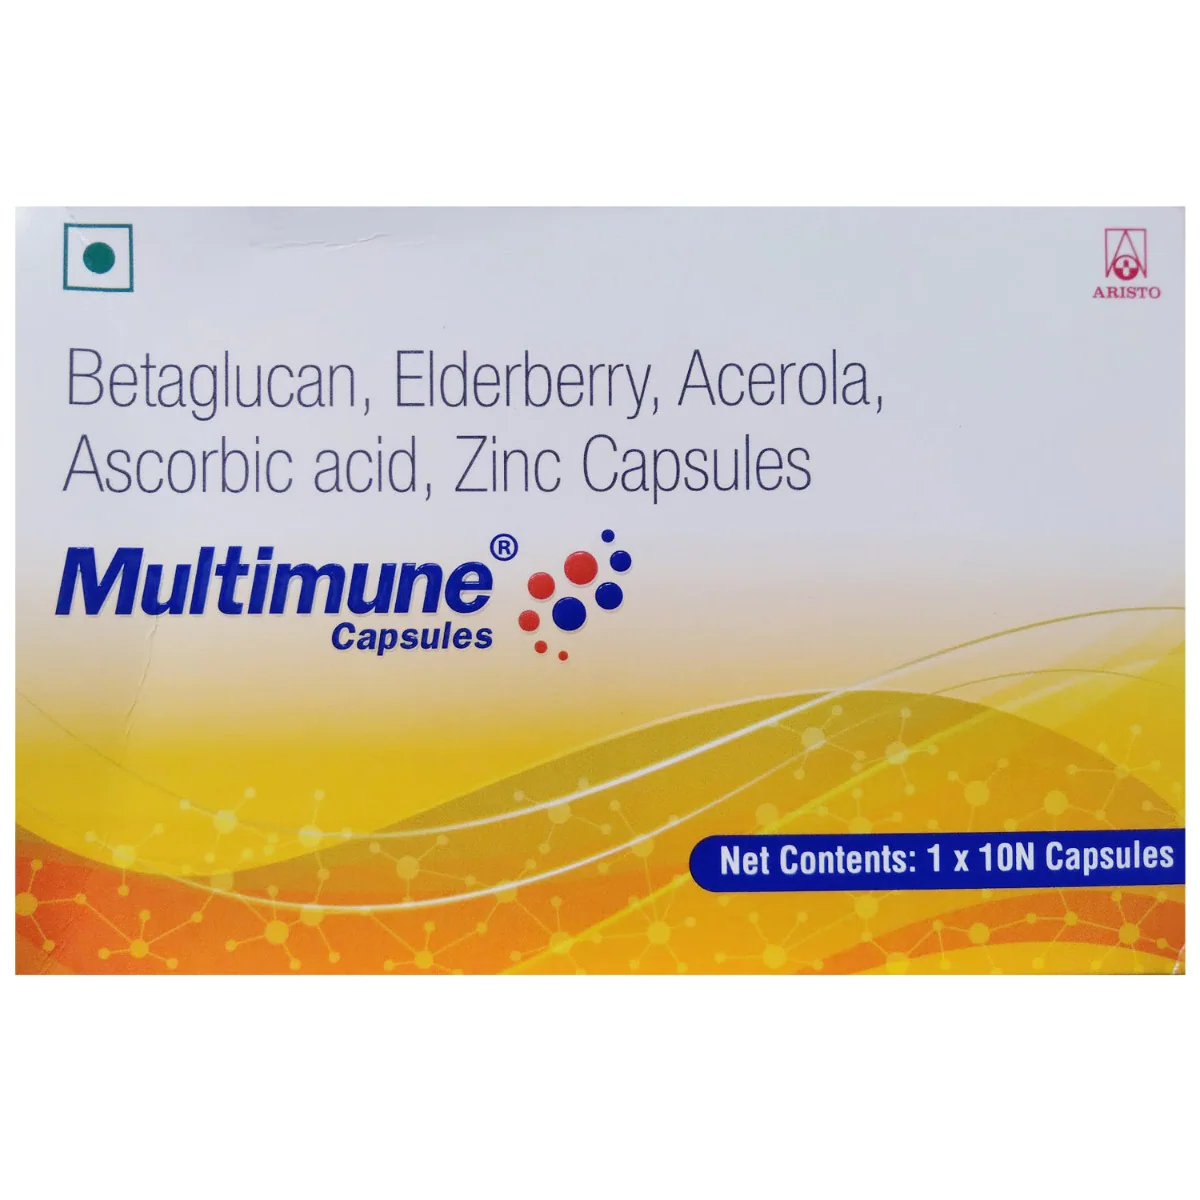 ARISTO
Betaglucan, Elderberry, Acerola,
Ascorbic acid, Zinc Capsules
Multimune®
Capsules
Net Contents: 1 x 10N Capsules